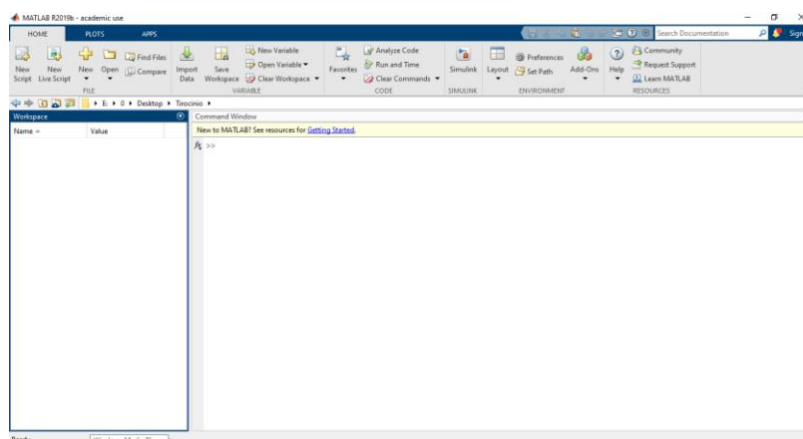 MATLAB R2019b - academic use
HOME PLOTS APPS Search Documentation Sign
New Script New Live Script New Open Find Files Compare Import Data Save Workspace New Variable Open Variable Clear Workspace Favorites Analyze Code Run and Time Clear Commands Simulink Layout Preferences Set Path Add-Ons Help Community Request Support Learn MATLAB
FILE VARIABLE CODE SIMULINK ENVIRONMENT RESOURCES
E: 0 Desktop Tirocinio
Workspace
Name Value
Command Window
New to MATLAB? See resources for Getting Started.
fx >>